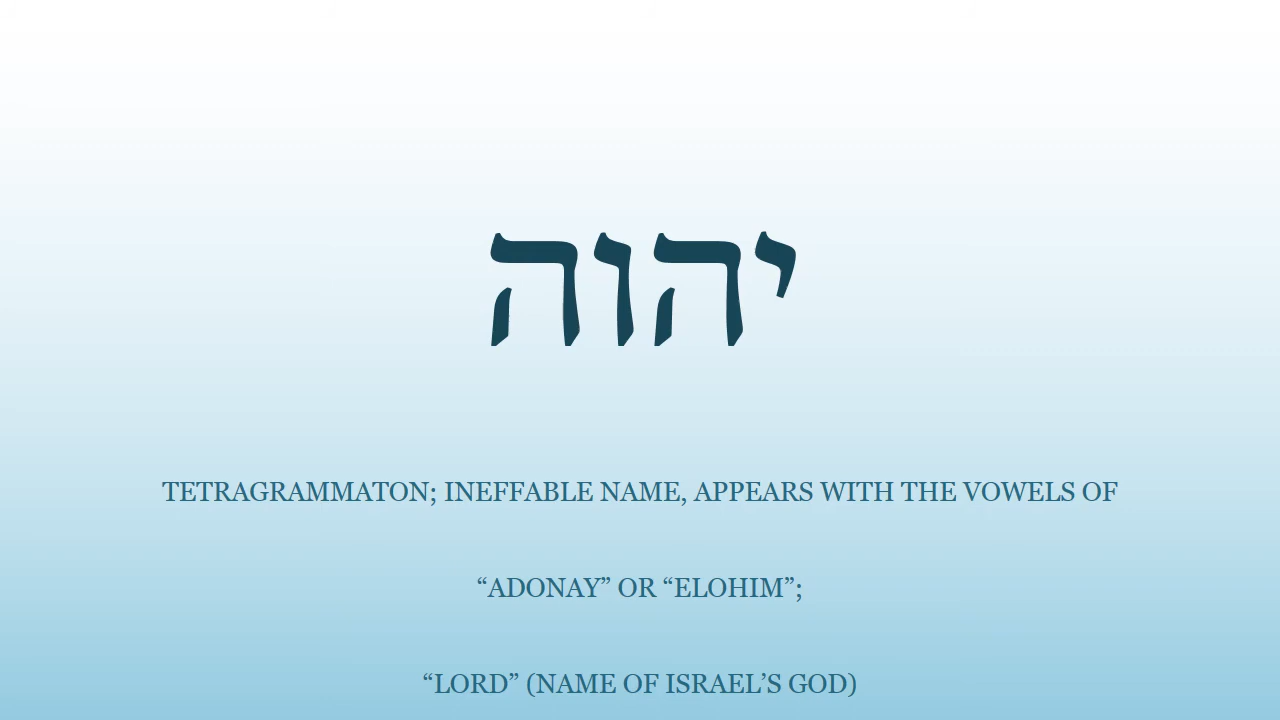 יהוה
TETRAGRAMMATON; INEFFABLE NAME, APPEARS WITH THE VOWELS OF
“ADONAY” OR “ELOHIM”;
“LORD” (NAME OF ISRAEL’S GOD)